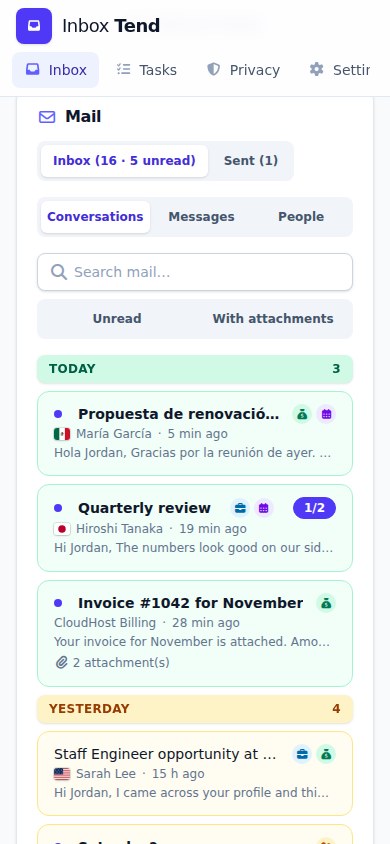 Inbox Tend
Inbox Tasks Privacy Settin
Mail
Inbox (16 · 5 unread) Sent (1)
Conversations Messages People
Search mail…
Unread With attachments
TODAY 3
Propuesta de renovació…
María García · 5 min ago
Hola Jordan, Gracias por la reunión de ayer. …
Quarterly review 1/2
Hiroshi Tanaka · 19 min ago
Hi Jordan, The numbers look good on our sid…
Invoice #1042 for November
CloudHost Billing · 28 min ago
Your invoice for November is attached. Amo…
2 attachment(s)
YESTERDAY 4
Staff Engineer opportunity at …
Sarah Lee · 15 h ago
Hi Jordan, I came across your profile and thi…